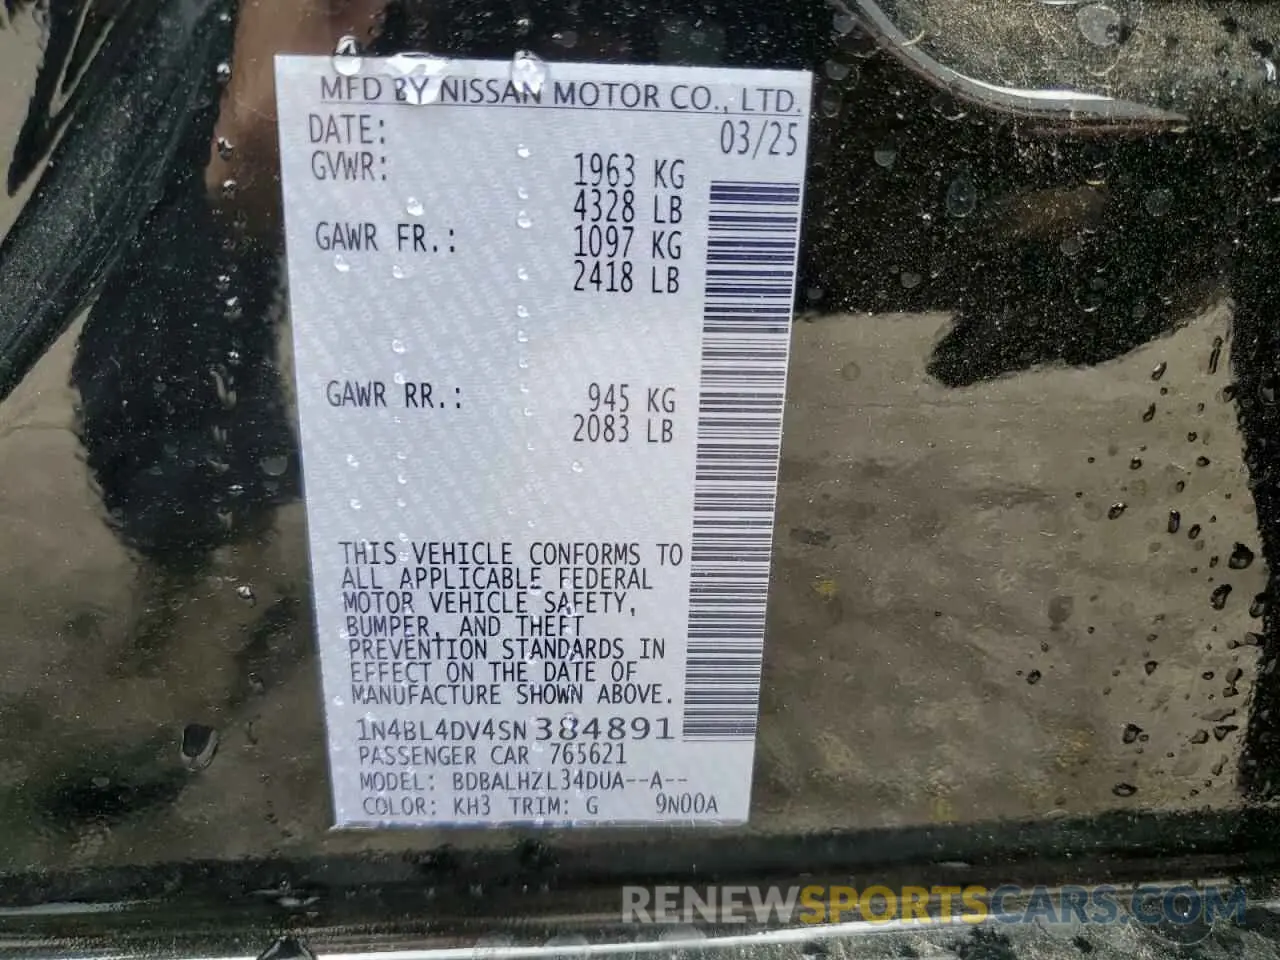 MFD BY NISSAN MOTOR CO., LTD.
DATE: 03/25
GVWR: 1963 KG
4328 LB
GAWR FR.: 1097 KG
2418 LB
GAWR RR.: 945 KG
2083 LB
THIS VEHICLE CONFORMS TO
ALL APPLICABLE FEDERAL
MOTOR VEHICLE SAFETY,
BUMPER, AND THEFT
PREVENTION STANDARDS IN
EFFECT ON THE DATE OF
MANUFACTURE SHOWN ABOVE.
1N4BL4DV4SN384891
PASSENGER CAR 765621
MODEL: BDBALHZL34DUA--A--
COLOR: KH3 TRIM: G 9N00A
RENEWSPORTSCARS.COM